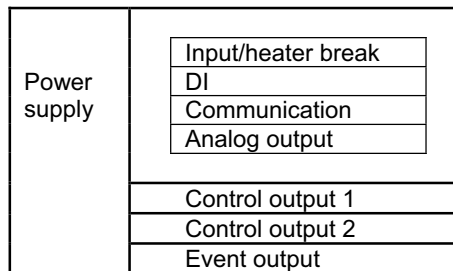 Power
supply
Input/heater break
DI
Communication
Analog output
Control output 1
Control output 2
Event output